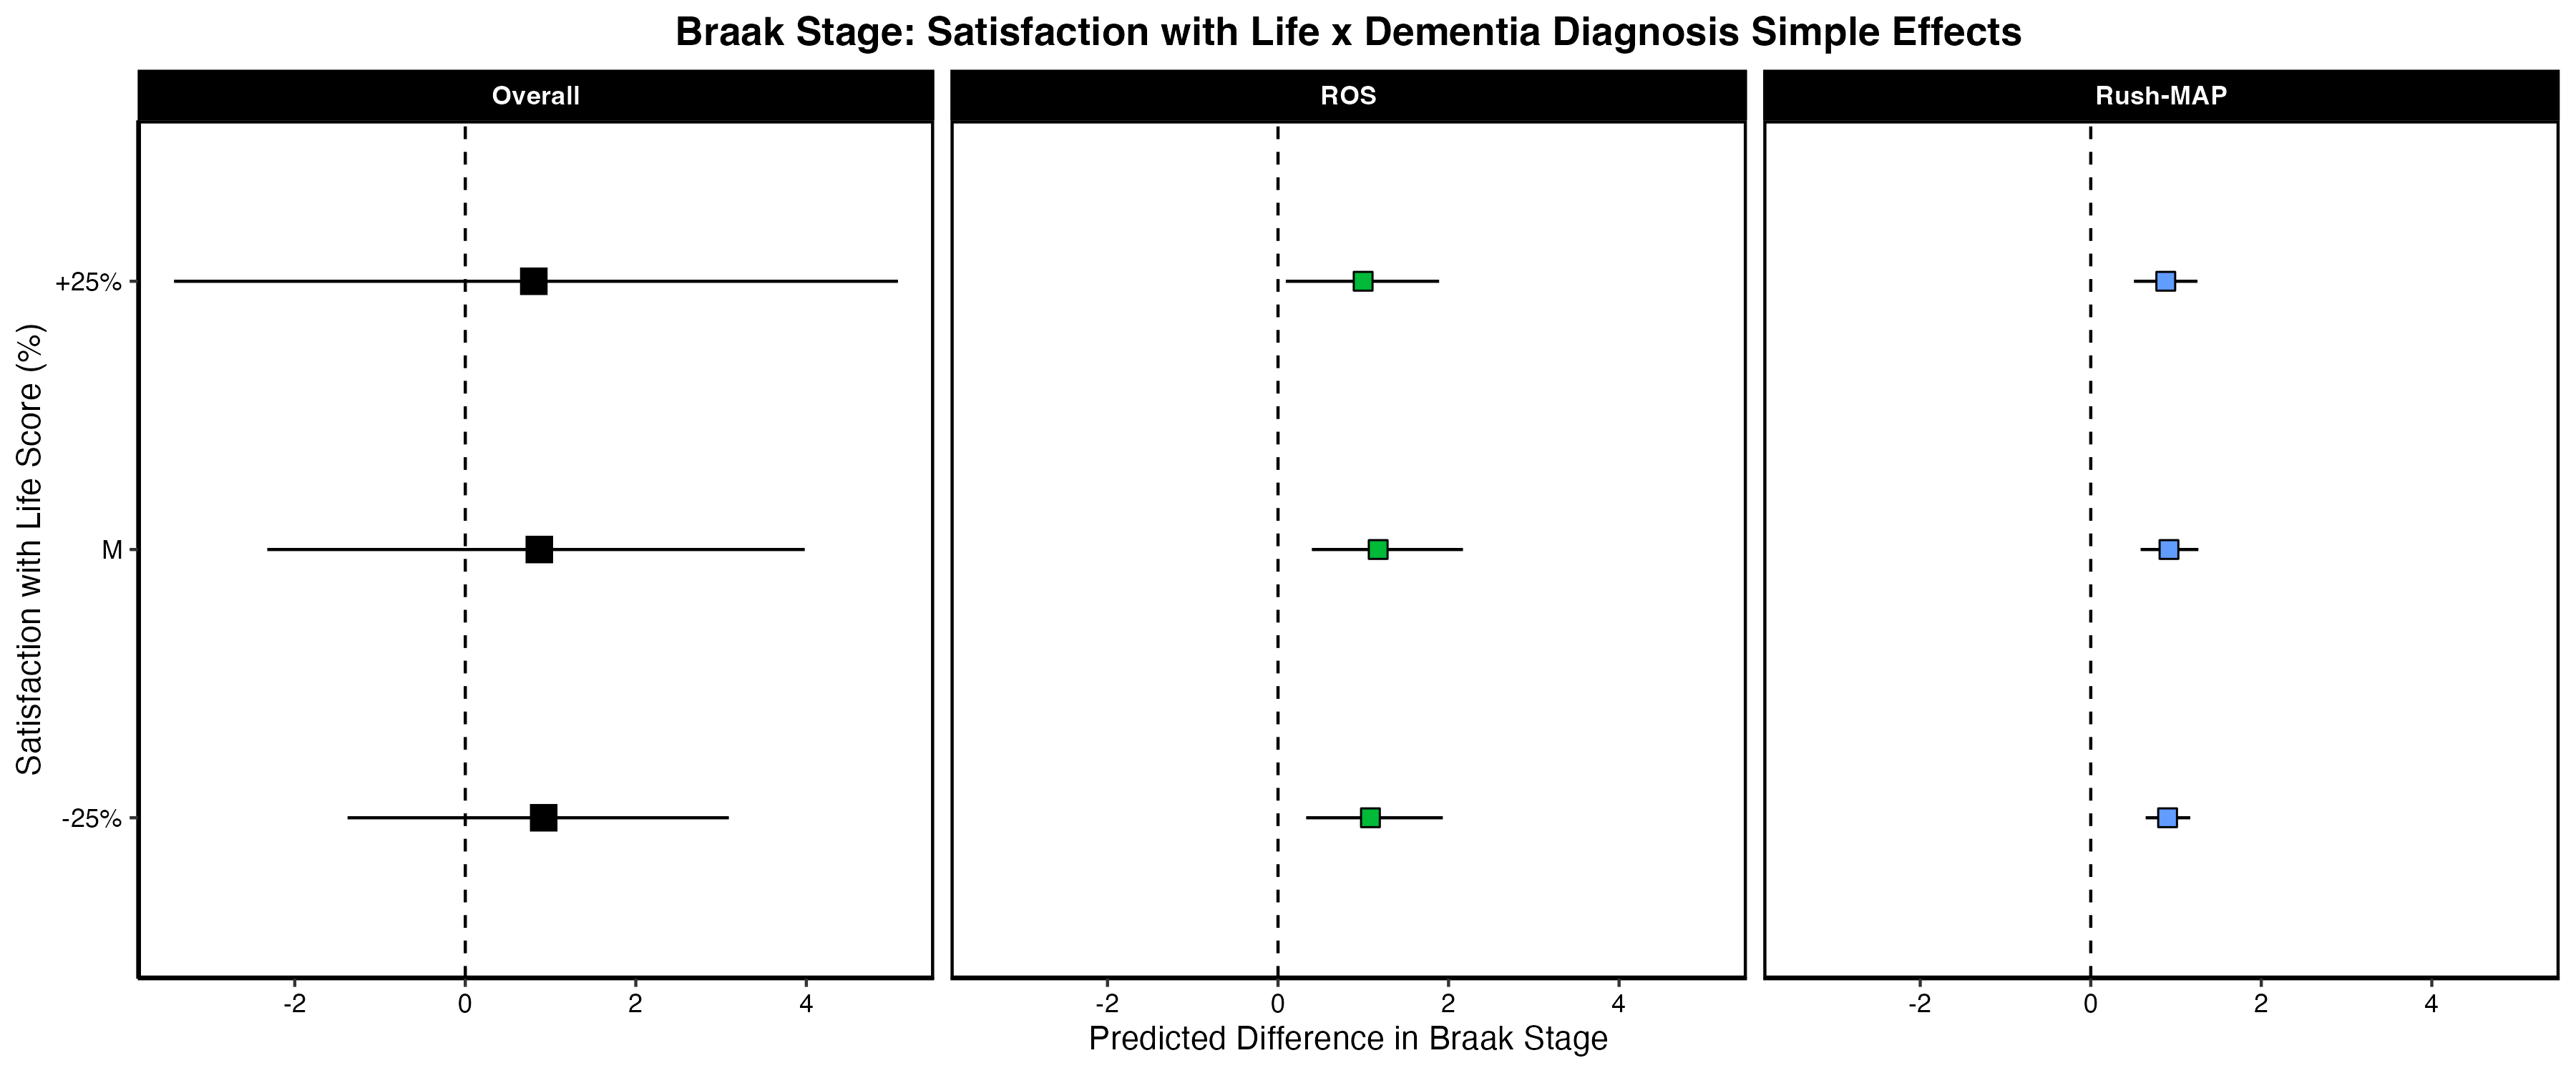 Braak Stage: Satisfaction with Life x Dementia Diagnosis Simple Effects
Overall
ROS
Rush-MAP
Satisfaction with Life Score (%)
+25%
M
-25%
-2 0 2 4
-2 0 2 4
-2 0 2 4
Predicted Difference in Braak Stage